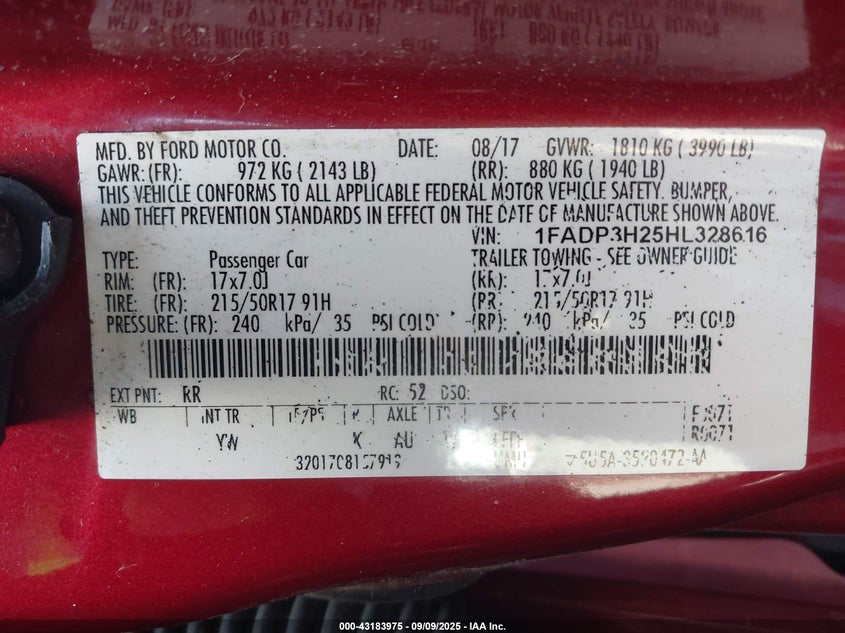 MFD. BY FORD MOTOR CO. DATE: 08/17 GVWR: 1810 KG ( 3990 LB)
GAWR: (FR): 972 KG ( 2143 LB) (RR): 880 KG ( 1940 LB)
THIS VEHICLE CONFORMS TO ALL APPLICABLE FEDERAL MOTOR VEHICLE SAFETY. BUMPER,
AND THEFT PREVENTION STANDARDS IN EFFECT ON THE DATE OF MANUFACTURE SHOWN ABOVE.
VIN: 1FADP3H25HL328616
TYPE: Passenger Car TRAILER TOWING - SEE OWNER GUIDE
RIM: (FR): 17x7.0J
TIRE: (FR): 215/50R17 91H 215/50R17 91H
PRESSURE: (FR): 240 kPa/ 35 PSI COLD 240 kPa/ 35 PSI COLD
EXT PNT: RR RC: 52 DSO:
WB INT TR AXLE
YW AU
000-43183975 - 09/09/2025 - IAA Inc.